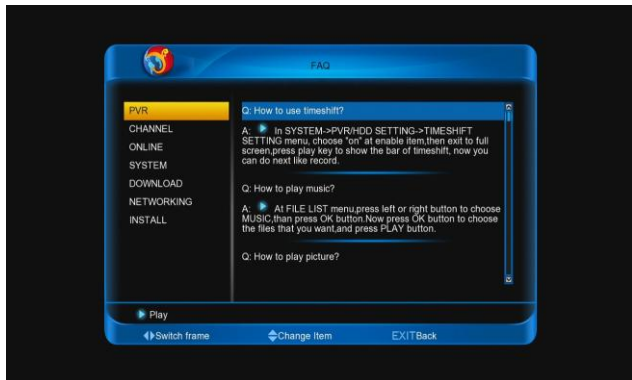 FAQ
PVR
CHANNEL
ONLINE
SYSTEM
DOWNLOAD
NETWORKING
INSTALL
Q: How to use timeshift?
A: In SYSTEM->PVR/HDD SETTING->TIMESHIFT
SETTING menu, choose "on" at enable item,then exit to full
screen,press play key to show the bar of timeshift, now you
can do next like record.
Q: How to play music?
A: At FILE LIST menu,press left or right button to choose
MUSIC,than press OK button.Now press OK button to choose
the files that you want,and press PLAY button.
Q: How to play picture?
Play
Switch frame
Change Item
EXITBack